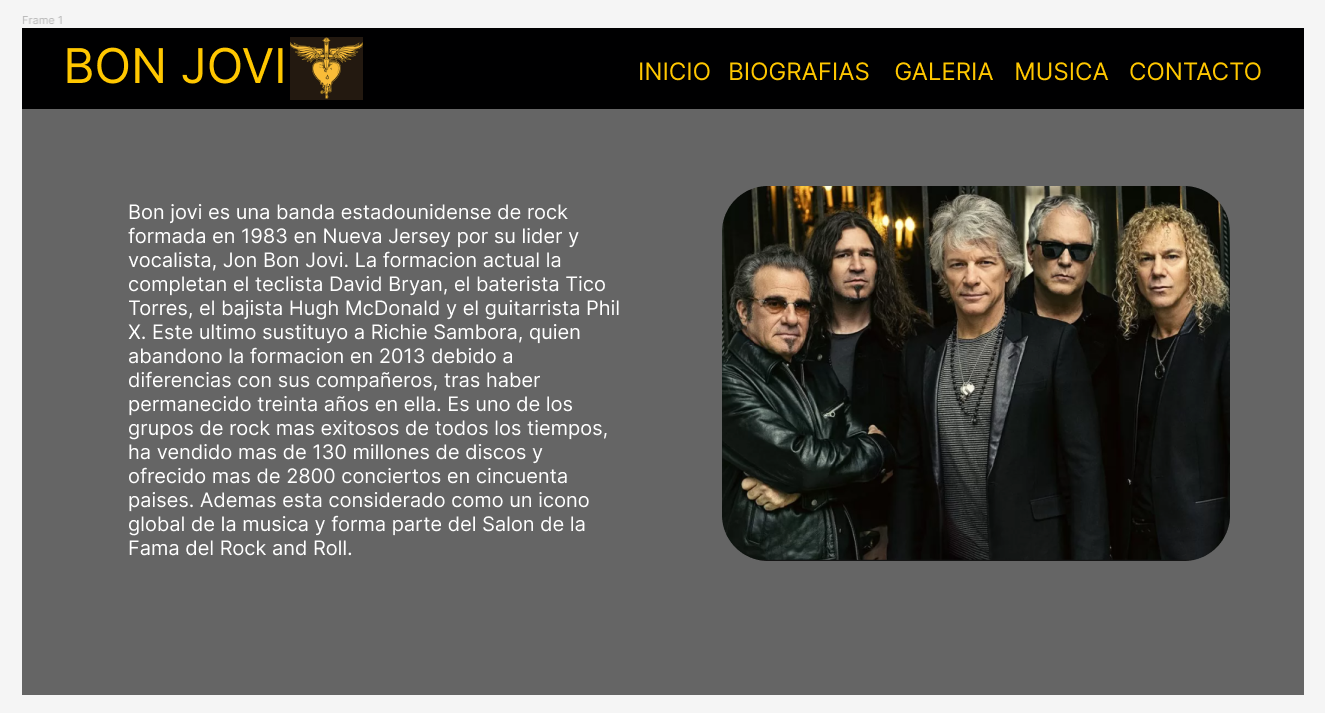 Frame 1
BON JOVI
INICIO BIOGRAFIAS GALERIA MUSICA CONTACTO
Bon jovi es una banda estadounidense de rock
formada en 1983 en Nueva Jersey por su lider y
vocalista, Jon Bon Jovi. La formacion actual la
completan el teclista David Bryan, el baterista Tico
Torres, el bajista Hugh McDonald y el guitarrista Phil
X. Este ultimo sustituyo a Richie Sambora, quien
abandono la formacion en 2013 debido a
diferencias con sus compañeros, tras haber
permanecido treinta años en ella. Es uno de los
grupos de rock mas exitosos de todos los tiempos,
ha vendido mas de 130 millones de discos y
ofrecido mas de 2800 conciertos en cincuenta
paises. Ademas esta considerado como un icono
global de la musica y forma parte del Salon de la
Fama del Rock and Roll.